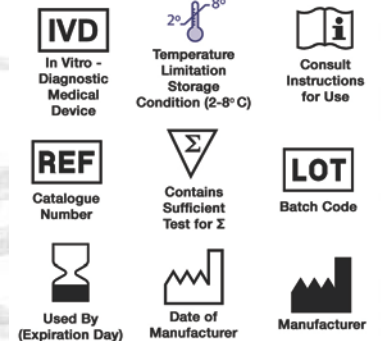 IVD
In Vitro -
Diagnostic
Medical
Device
2° 8°
Temperature
Limitation
Storage
Condition (2-8°C)
i
Consult
Instructions
for Use
REF
Catalogue
Number
Σ
Contains
Sufficient
Test for Σ
LOT
Batch Code
Used By
(Expiration Day)
Date of
Manufacturer
Manufacturer